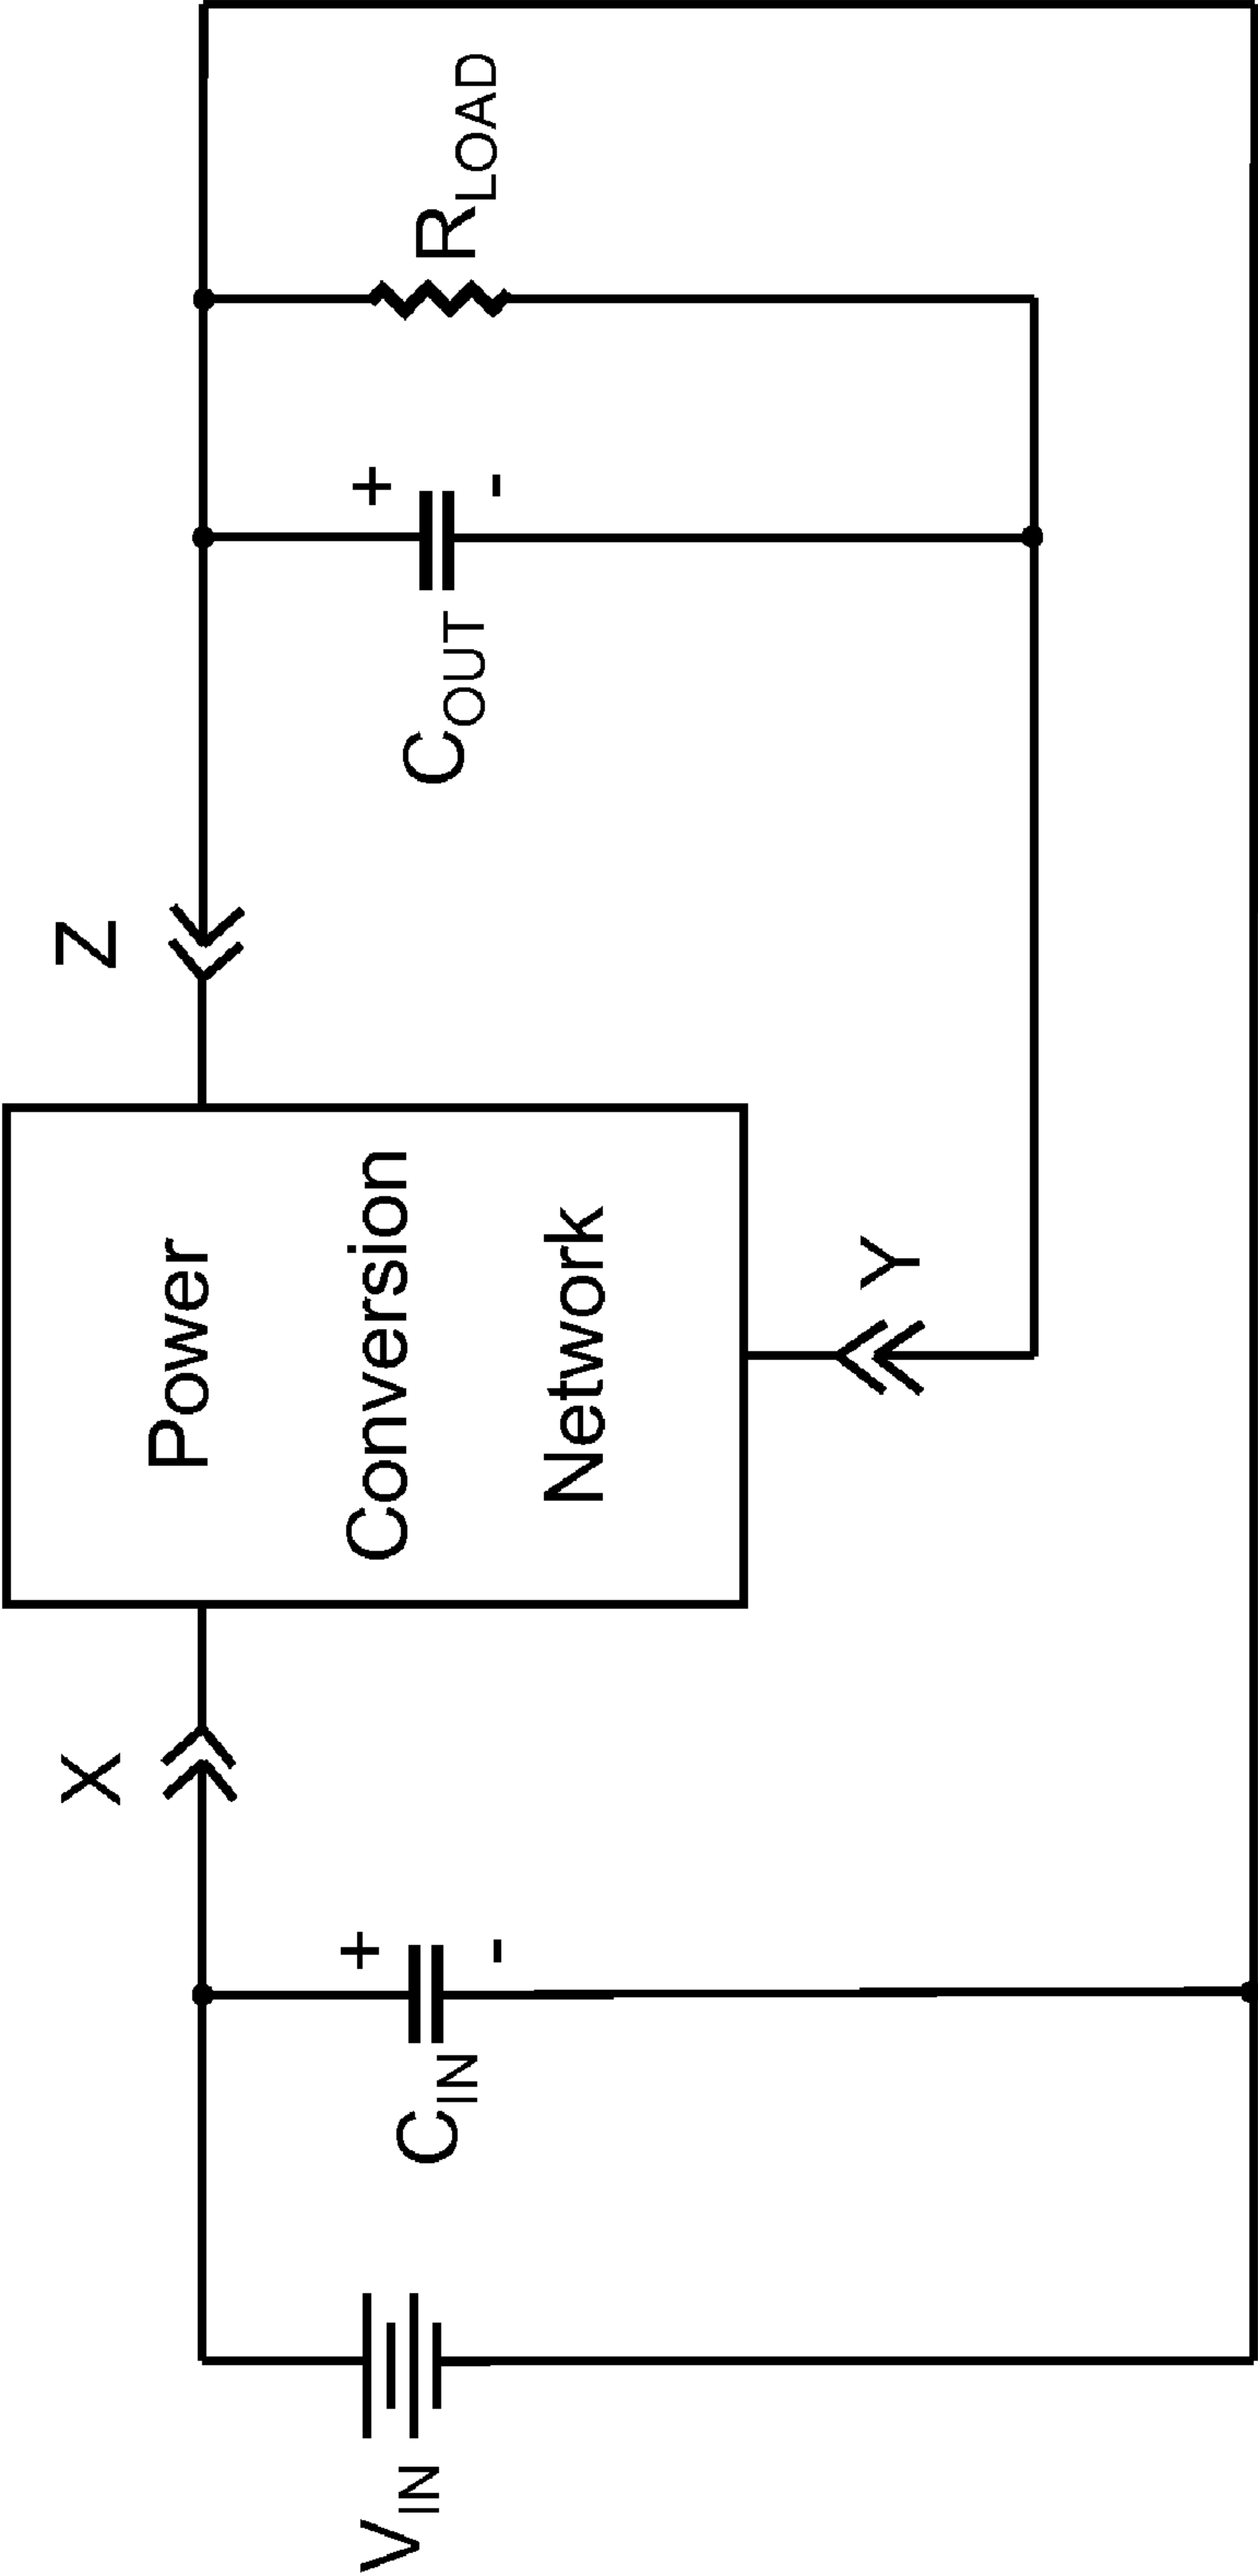 X
Z
Power
Conversion
Network
Y
V_IN
C_IN
+
-
C_OUT
+
-
R_LOAD